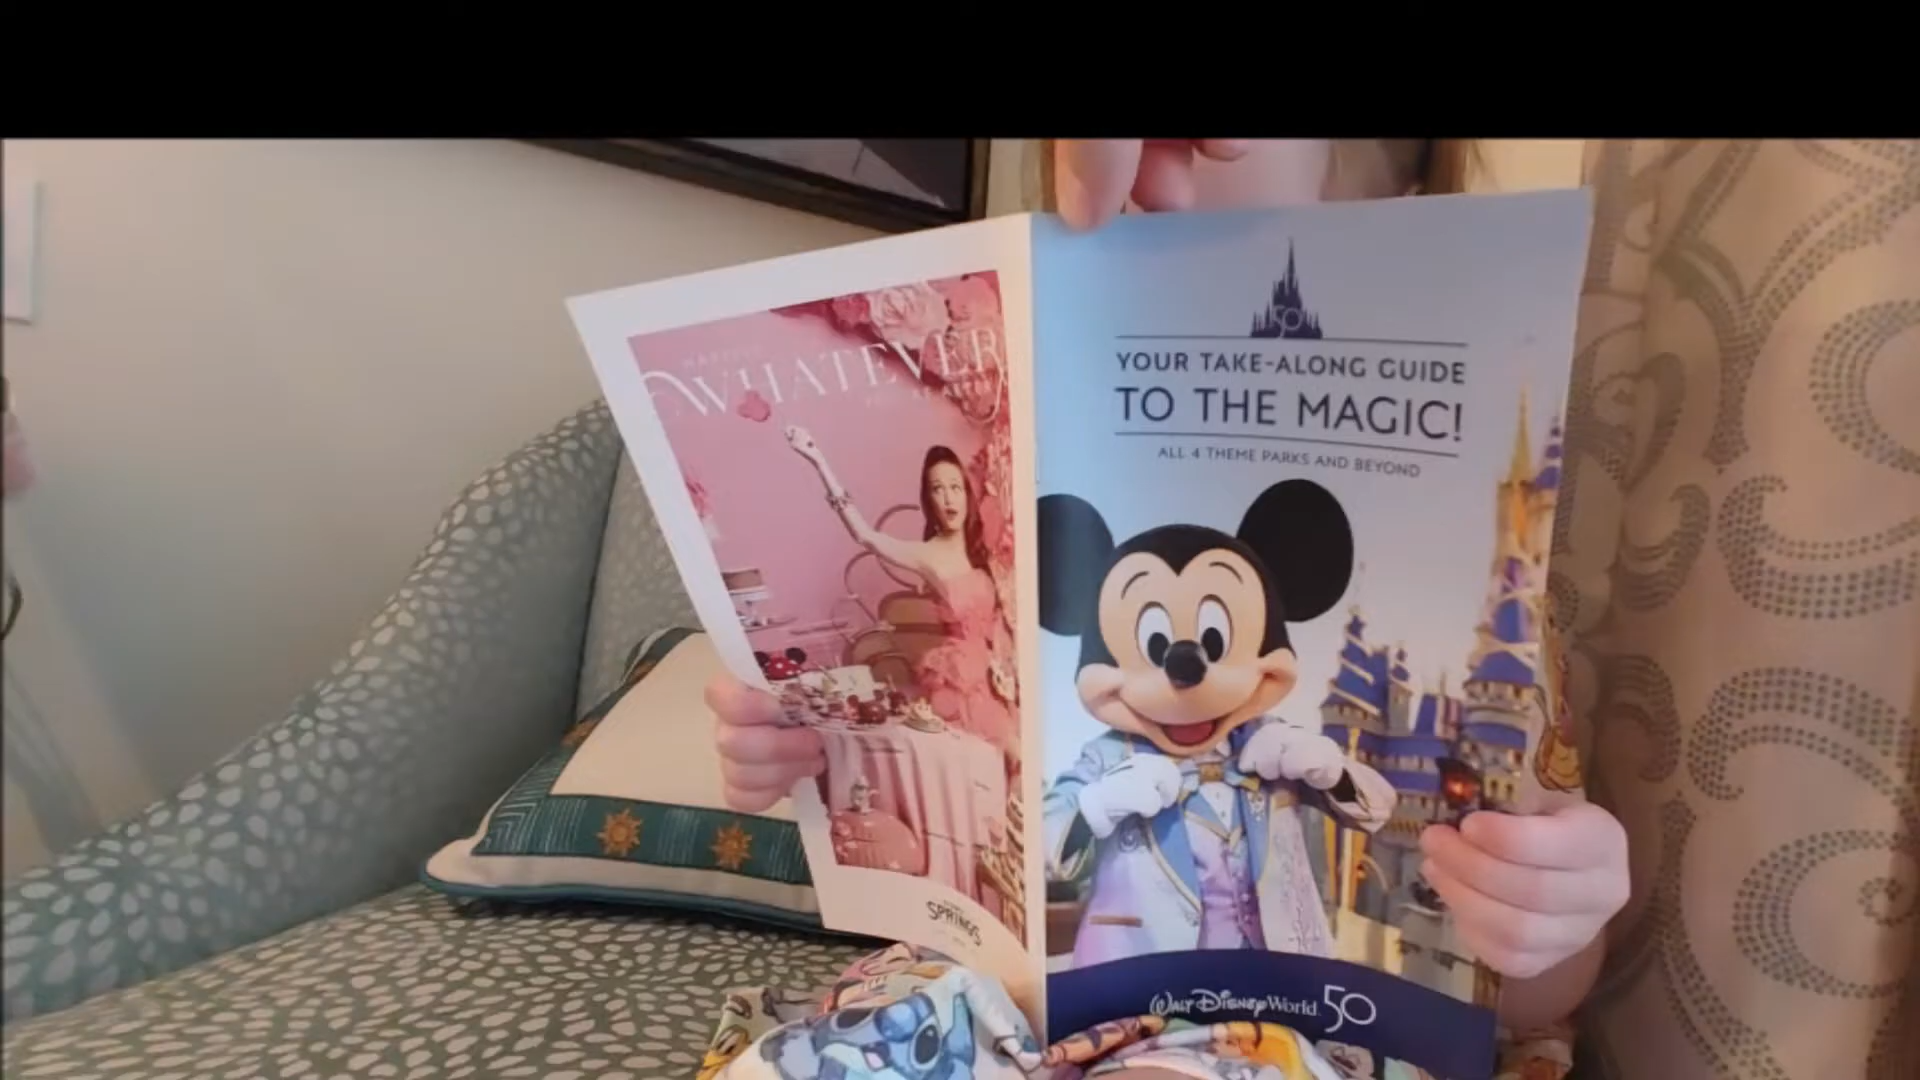 WHATEVER
SPRINGS
50
YOUR TAKE-ALONG GUIDE
TO THE MAGIC!
ALL 4 THEME PARKS AND BEYOND
Walt Disney World 50